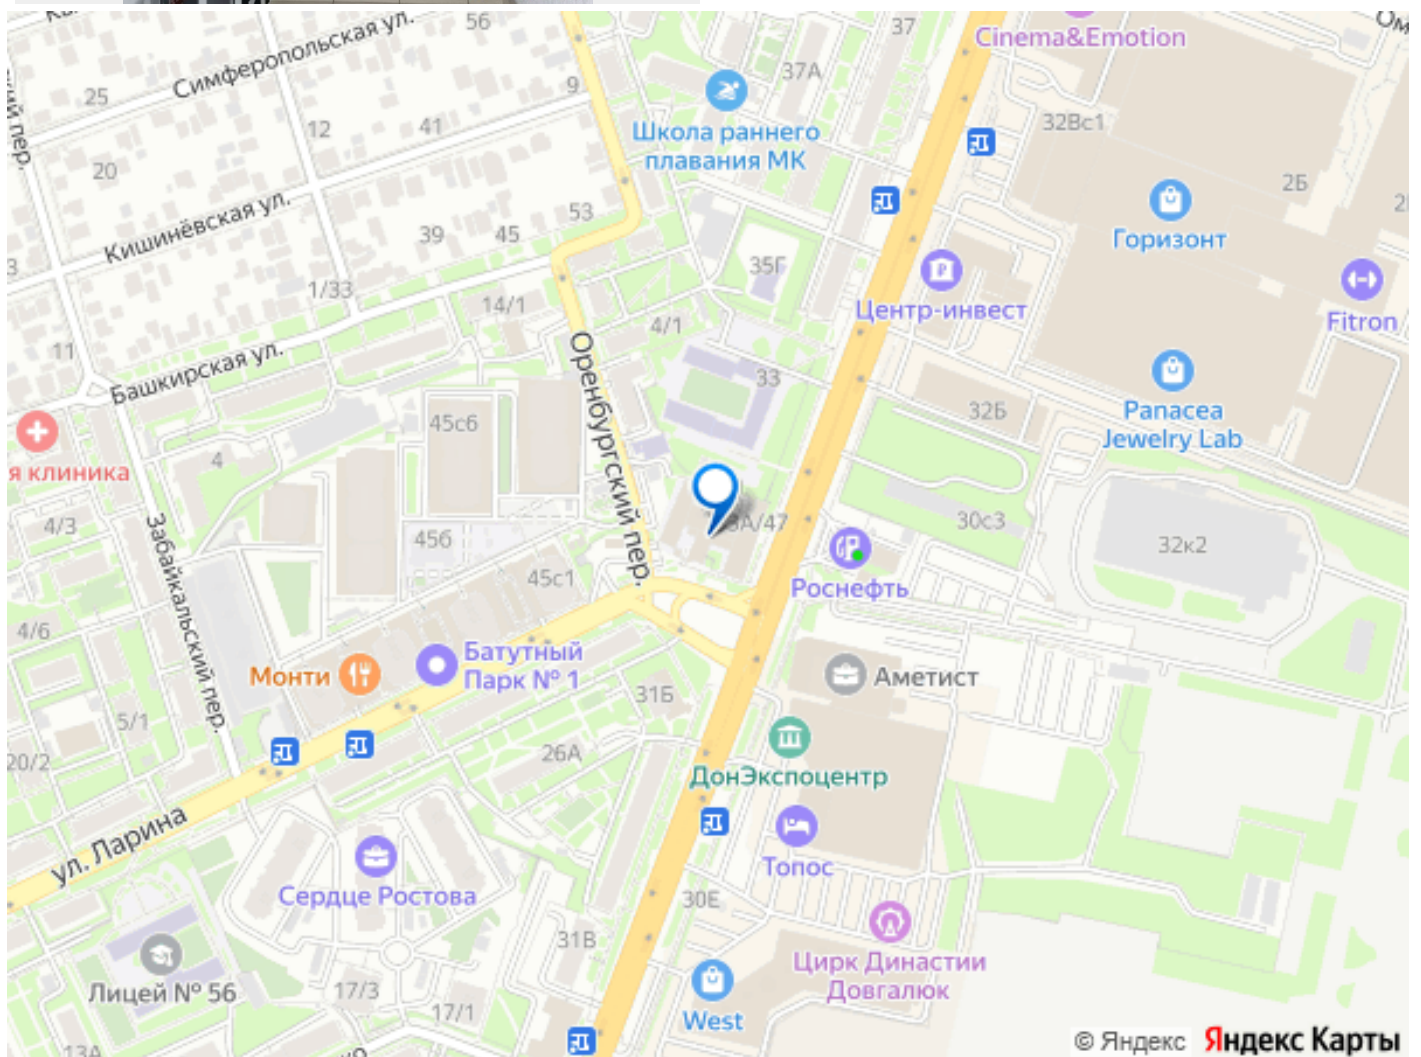 Симферопольская ул.
56
37
Cinema&Emotion
37А
25
9
12
41
Школа раннего
плавания МК
32Вс1
20
2Б
Кишинёвская ул.
53
Горизонт
39
45
35Г
1/33
14/1
Центр-инвест
Fitron
4/1
11
Башкирская ул.
Оренбургский пер.
33
32Б
Panacea
Jewelry Lab
45с6
4
я клиника
4/3
Забайкальский пер.
45б
3А/47
30с3
32к2
45с1
Роснефть
4/6
Батутный
Парк № 1
Монти
Аметист
31Б
5/1
20/2
26А
ДонЭкспоцентр
ул. Ларина
Топос
Сердце Ростова
30Е
31В
Цирк Династии
Довгалюк
Лицей № 56
17/3
17/1
West
13А
© Яндекс Яндекс Карты